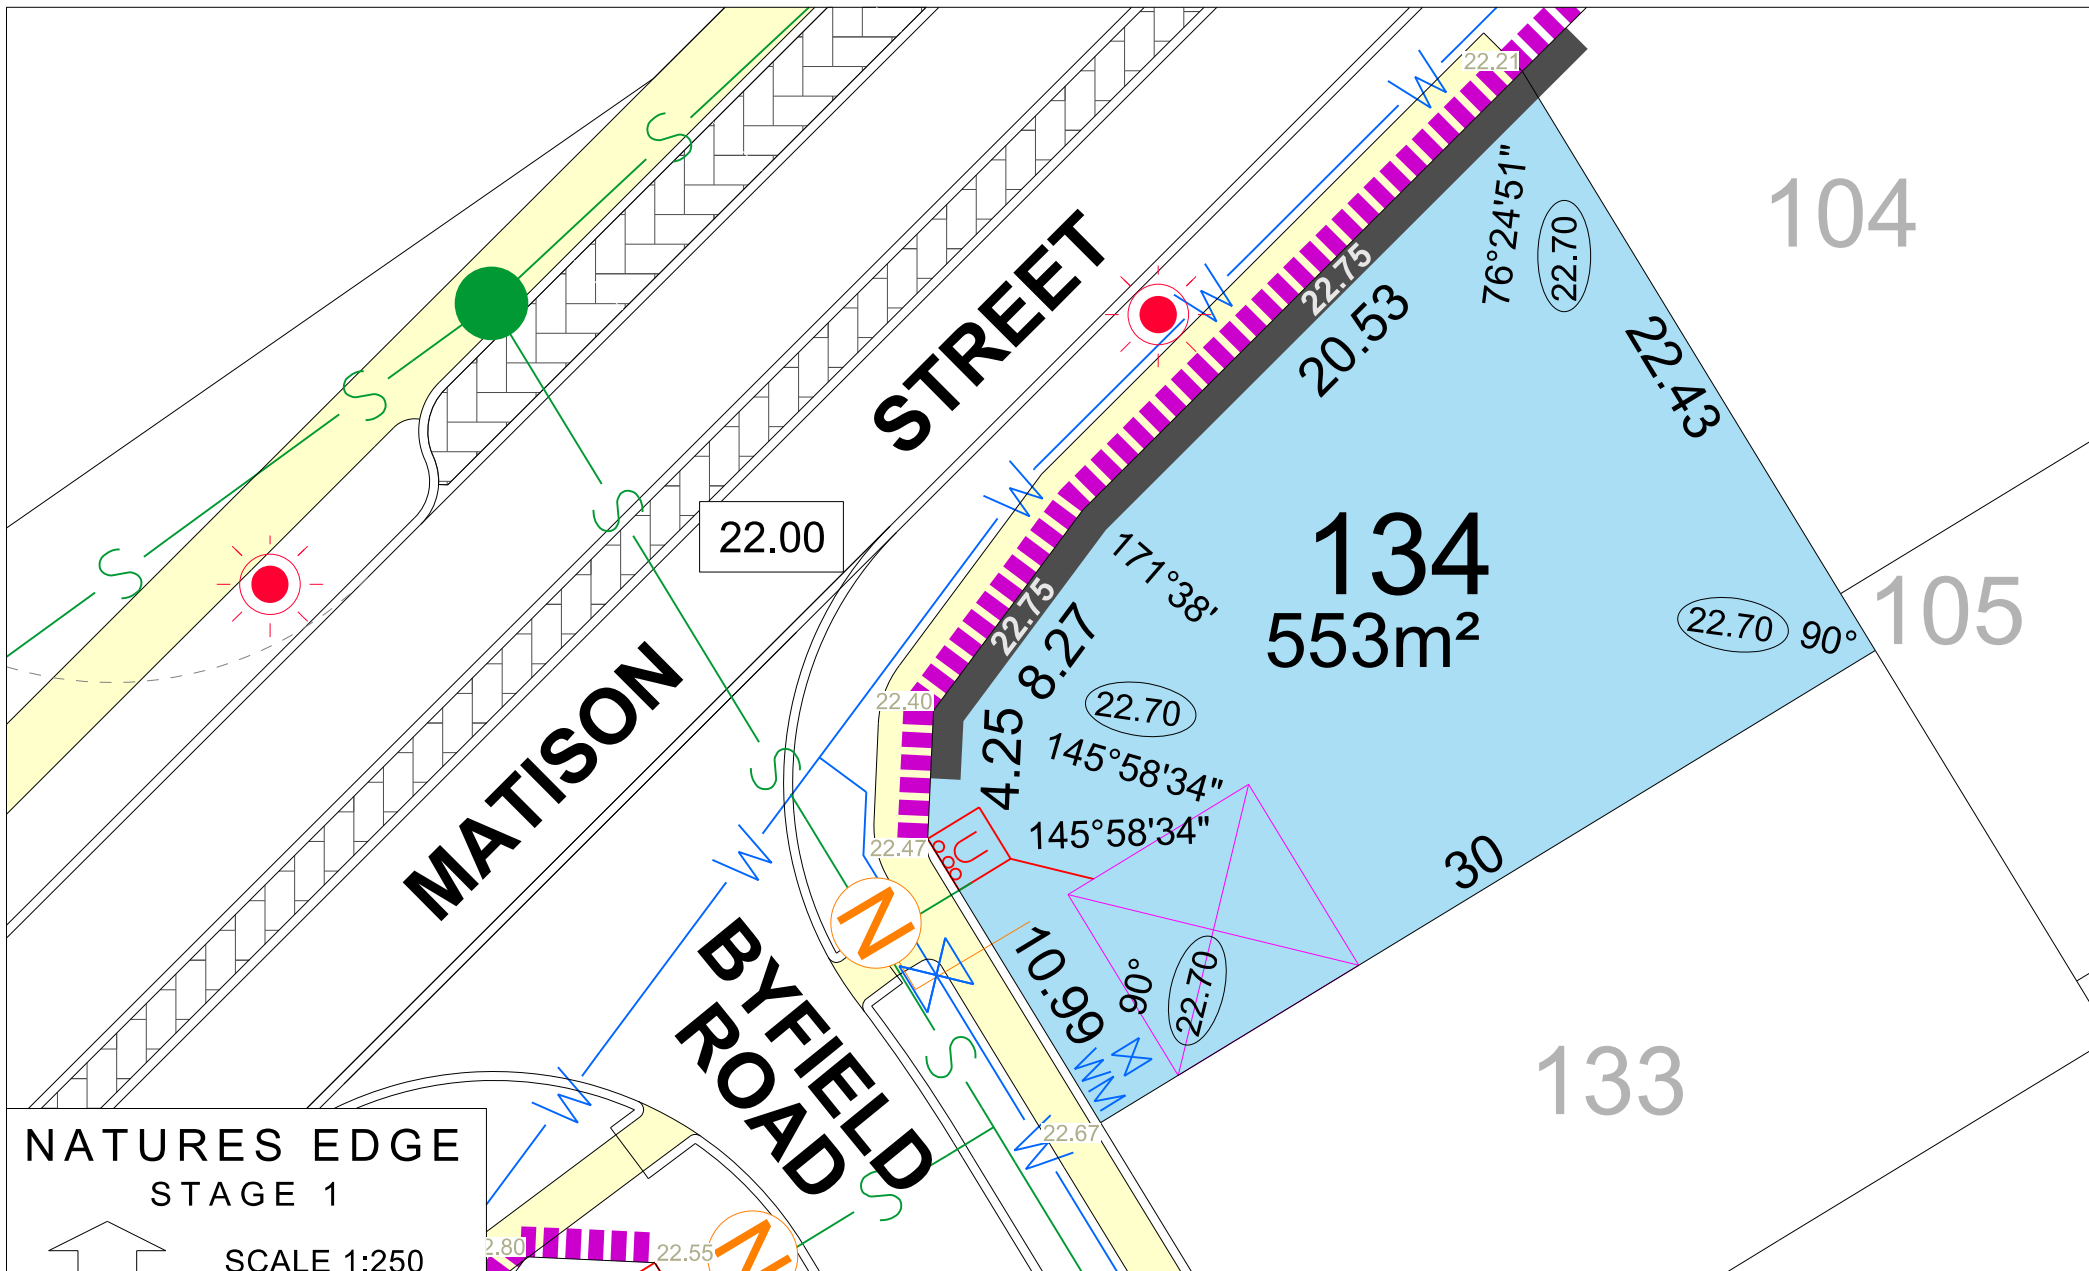 22.21
104
76°24'51"
22.70
STREET
22.75
20.53
22.43
22.00
134
553m²
171°38'
22.75
8.27
105
22.70
90°
MATISON
22.40
22.70
4.25
145°58'34"
145°58'34"
22.47
U
30
10.99
90°
22.70
WM
BYFIELD
ROAD
133
22.67
N
N
S
S
S
S
S
S
S
S
W
W
W
W
W
W
NATURES EDGE
STAGE 1
SCALE 1:250
2.80
22.55